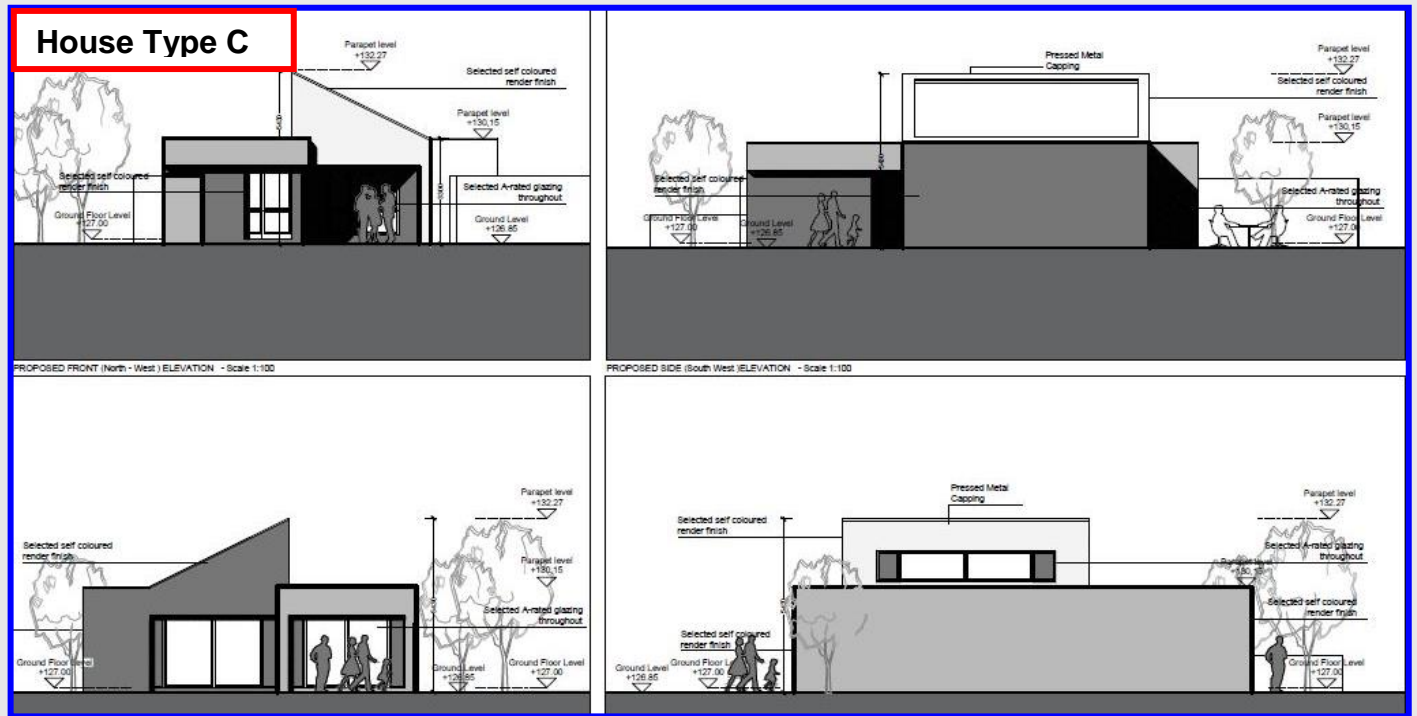 House Type C
Parapet level
+132.27
Selected self coloured
render finish
Parapet level
+130,15
Selected self coloured
render finish
Selected A-rated glazing
throughout
3300
Ground Floor Level
+127.00
Ground Level
+126.85
PROPOSED FRONT (North - West ) ELEVATION - Scale 1:100
Pressed Metal
Capping
Parapet level
+132.27
Selected self coloured
render finish
Parapet level
+130,15
Selected self coloured
render finish
Selected A-rated glazing
throughout
Ground Floor Level
+127.00
Ground Level
+126.85
Ground Floor Level
+127.00
PROPOSED SIDE (South West )ELEVATION - Scale 1:100
Parapet level
+132.27
Selected self coloured
render finish
Parapet level
+130,15
Selected A-rated glazing
throughout
Ground Floor Level
+127.00
Ground Level
+126.85
Ground Floor Level
+127.00
Pressed Metal
Capping
Parapet level
+132.27
Selected self coloured
render finish
Selected A-rated glazing
throughout
Parapet level
+130,15
Selected self coloured
render finish
Selected self coloured
render finish
Ground Level
+126.85
Ground Floor L
+127.00
Ground Floor Level
+127.00